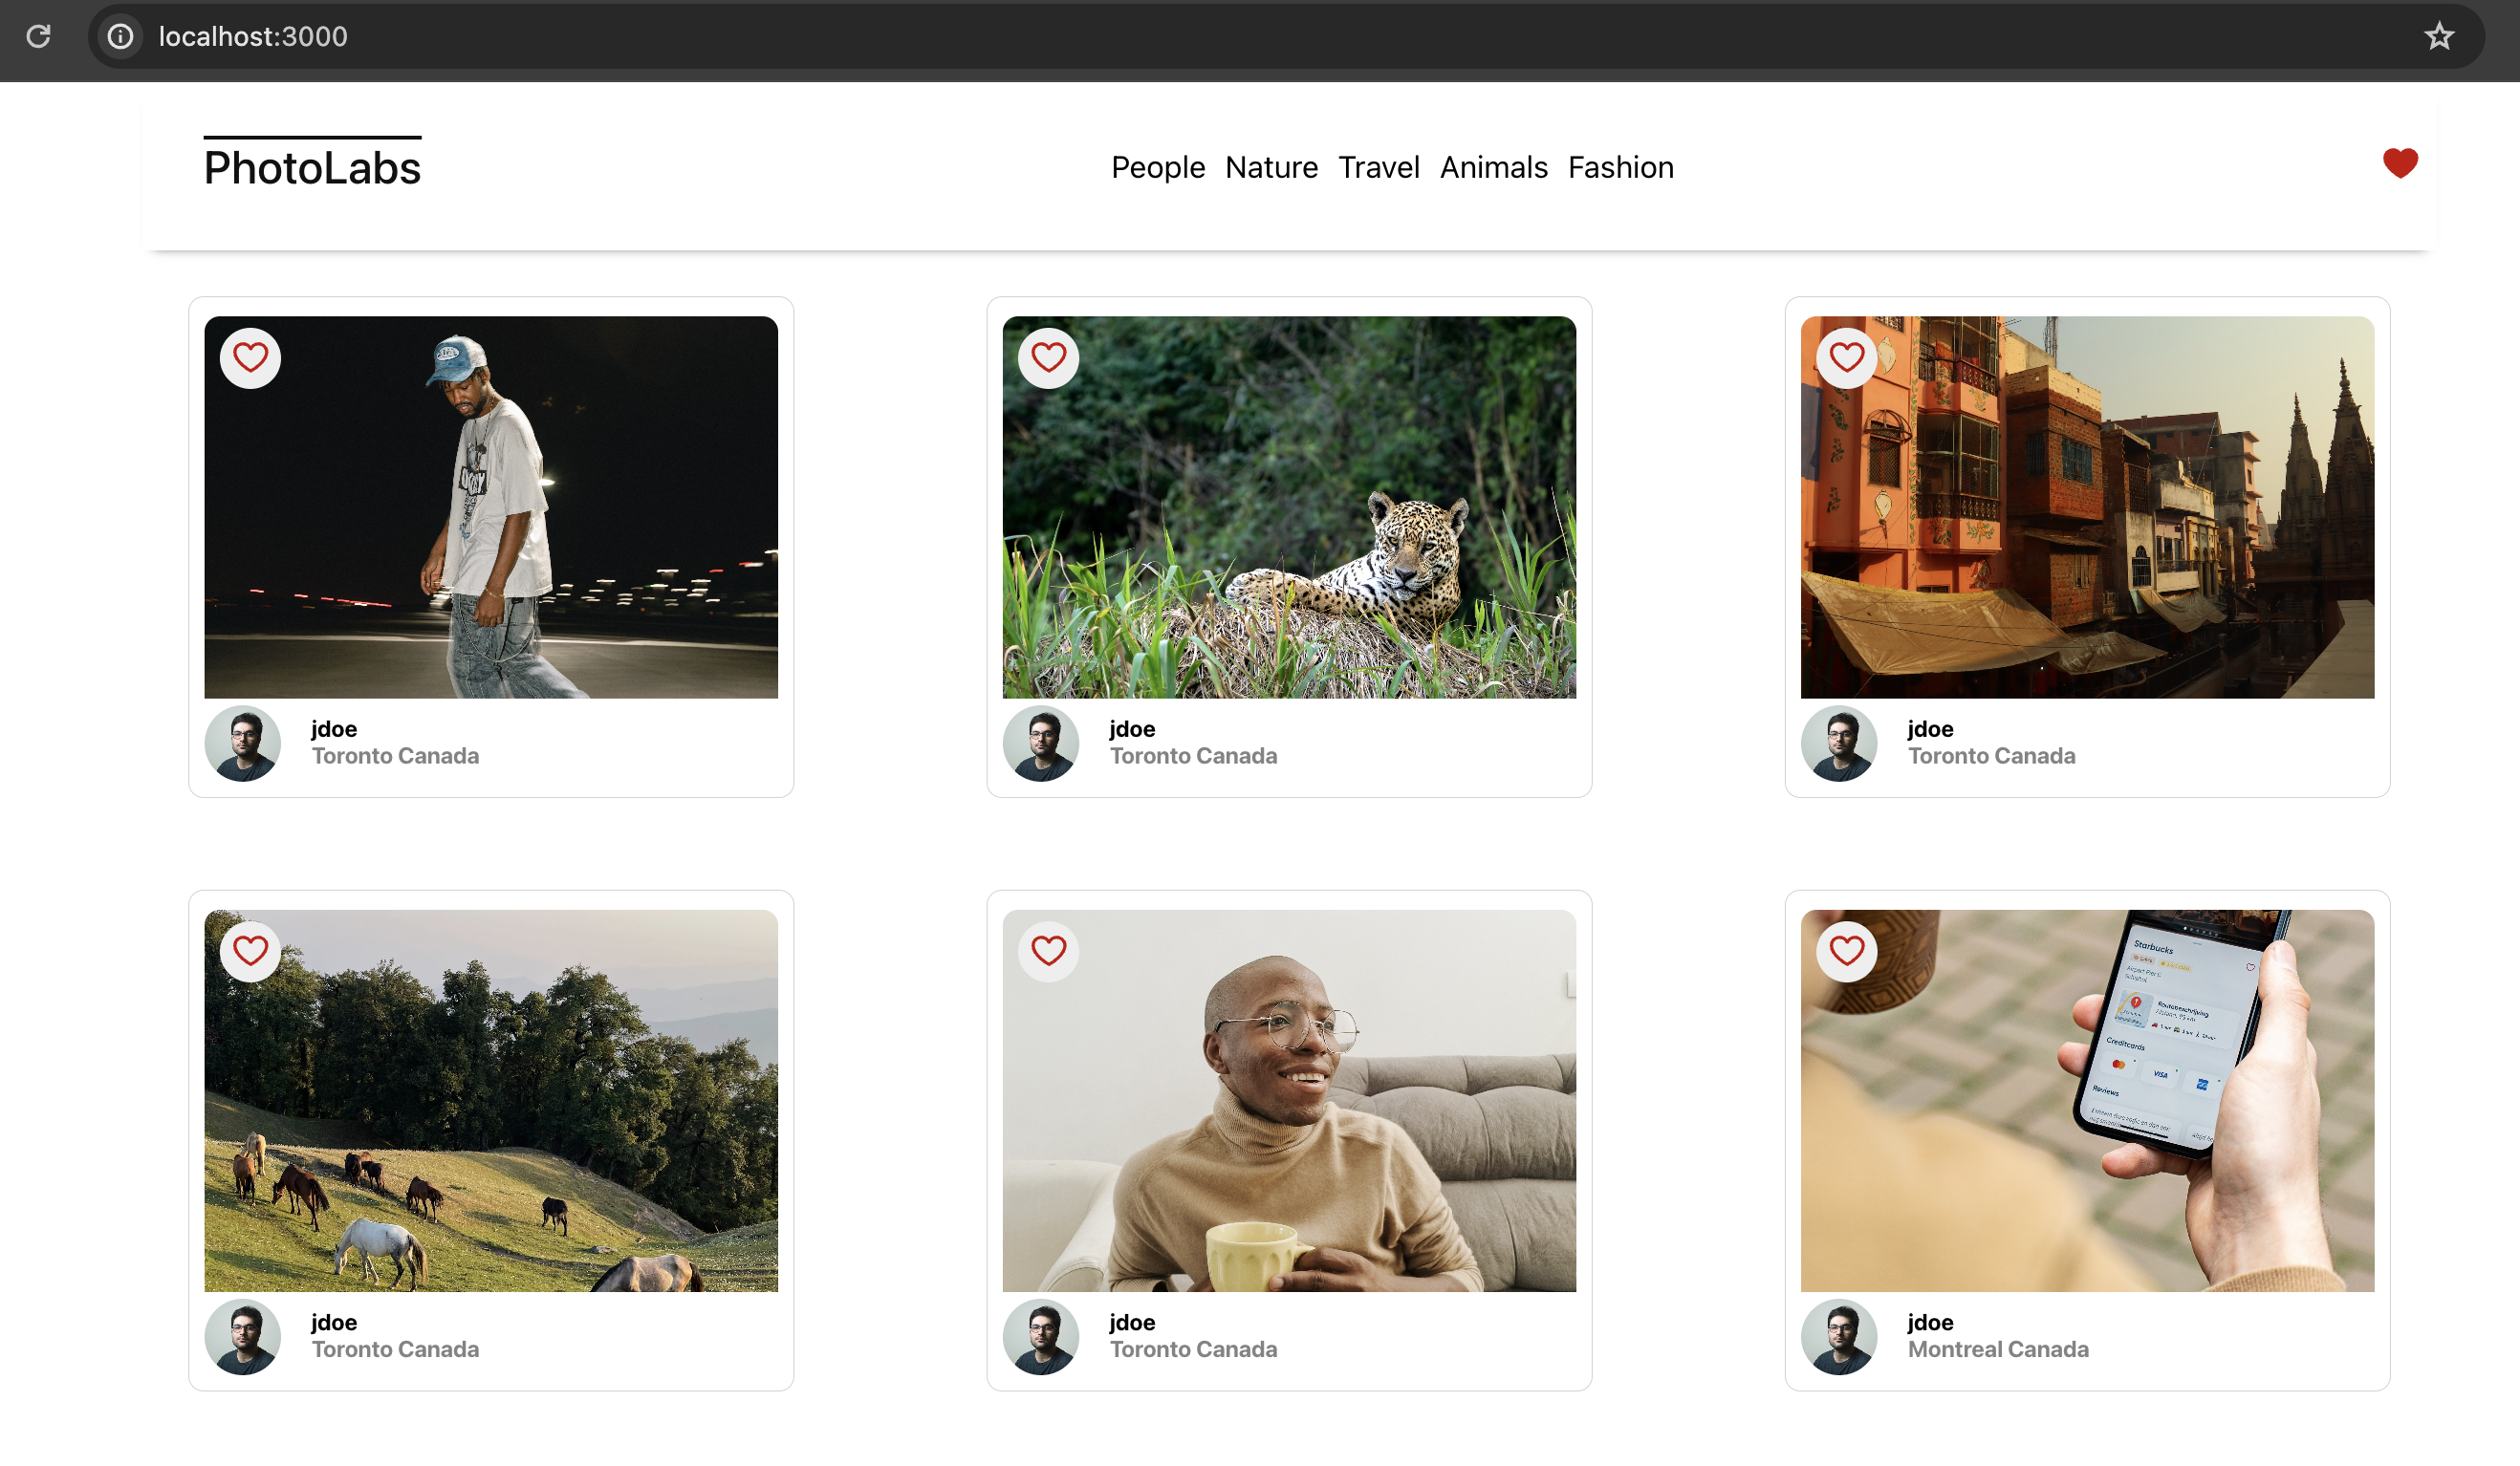 localhost:3000
PhotoLabs
People Nature Travel Animals Fashion
jdoe
Toronto Canada
jdoe
Toronto Canada
jdoe
Toronto Canada
Starbucks
Creditcards
VISA
Reviews
jdoe
Toronto Canada
jdoe
Toronto Canada
jdoe
Montreal Canada